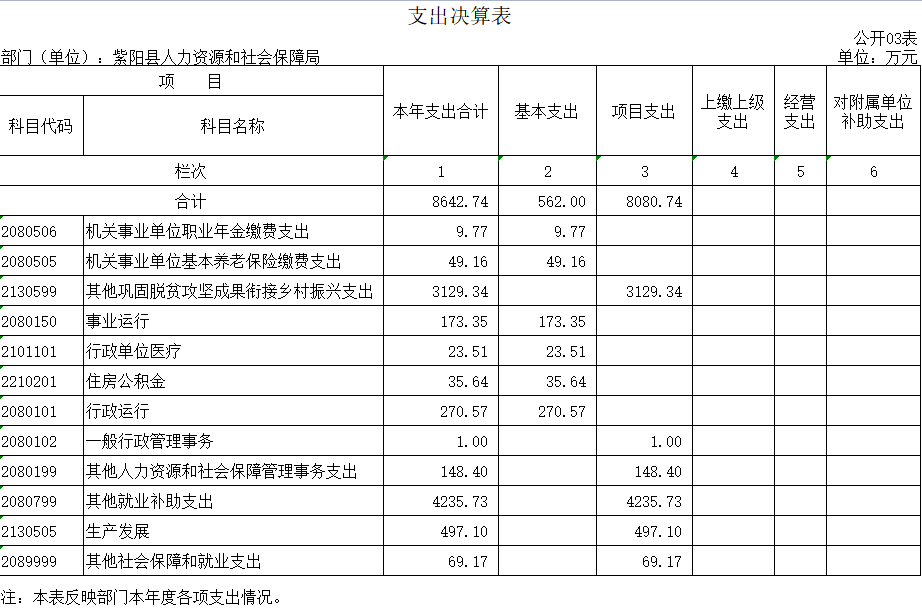 支出决算表
公开03表
部门（单位）：紫阳县人力资源和社会保障局 单位：万元
项 目 本年支出合计 基本支出 项目支出 上缴上级支出 经营支出 对附属单位补助支出
科目代码 科目名称
栏次 1 2 3 4 5 6
合计 8642.74 562.00 8080.74
2080506 机关事业单位职业年金缴费支出 9.77 9.77
2080505 机关事业单位基本养老保险缴费支出 49.16 49.16
2130599 其他巩固脱贫攻坚成果衔接乡村振兴支出 3129.34 3129.34
2080150 事业运行 173.35 173.35
2101101 行政单位医疗 23.51 23.51
2210201 住房公积金 35.64 35.64
2080101 行政运行 270.57 270.57
2080102 一般行政管理事务 1.00 1.00
2080199 其他人力资源和社会保障管理事务支出 148.40 148.40
2080799 其他就业补助支出 4235.73 4235.73
2130505 生产发展 497.10 497.10
2089999 其他社会保障和就业支出 69.17 69.17
注：本表反映部门本年度各项支出情况。